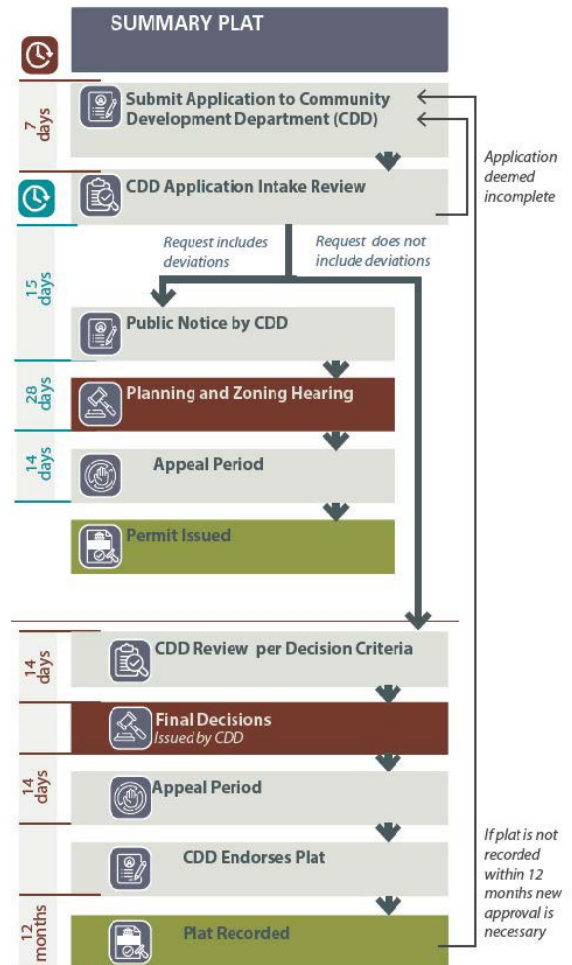 SUMMARY PLAT
7
days
Submit Application to Community
Development Department (CDD)
Application
deemed
incomplete
CDD Application Intake Review
Request includes
deviations
Request does not
include deviations
15
days
Public Notice by CDD
28
days
Planning and Zoning Hearing
14
days
Appeal Period
Permit Issued
14
days
CDD Review per Decision Criteria
Final Decisions
Issued by CDD
14
days
Appeal Period
CDD Endorses Plat
If plat is not
recorded
within 12
months new
approval is
necessary
12
months
Plat Recorded